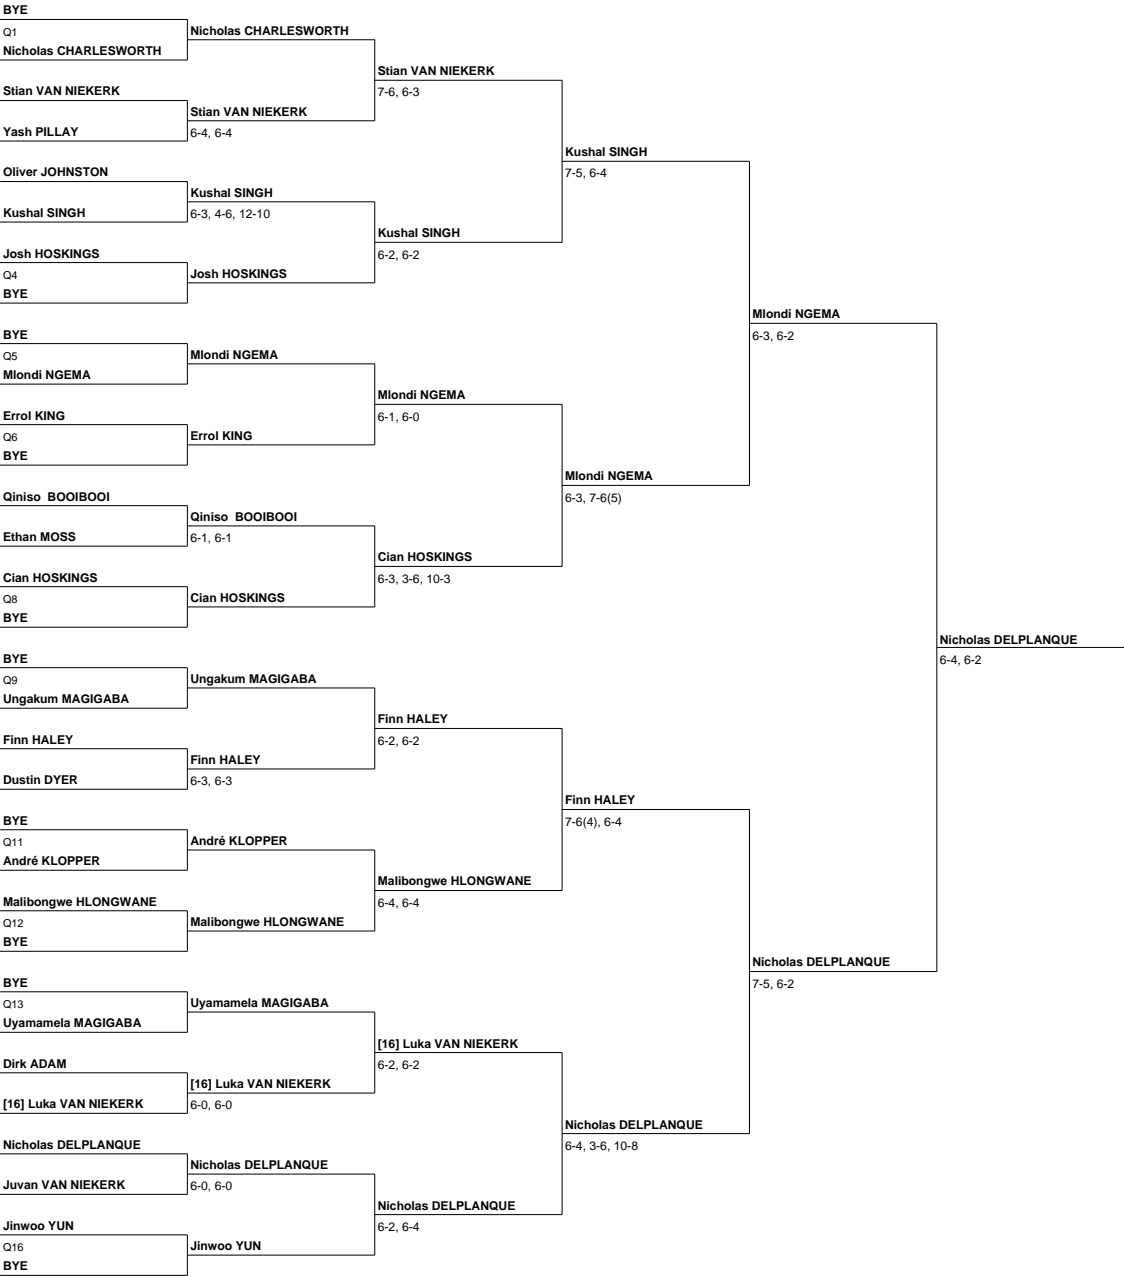 BYE
Q1
Nicholas CHARLESWORTH
Stian VAN NIEKERK
Yash PILLAY
Oliver JOHNSTON
Kushal SINGH
Josh HOSKINGS
Q4
BYE
BYE
Q5
Mlondi NGEMA
Errol KING
Q6
BYE
Qiniso  BOOIBOOI
Ethan MOSS
Cian HOSKINGS
Q8
BYE
BYE
Q9
Ungakum MAGIGABA
Finn HALEY
Dustin DYER
BYE
Q11
André KLOPPER
Malibongwe HLONGWANE
Q12
BYE
BYE
Q13
Uyamamela MAGIGABA
Dirk ADAM
[16] Luka VAN NIEKERK
Nicholas DELPLANQUE
Juvan VAN NIEKERK
Jinwoo YUN
Q16
BYE
Nicholas CHARLESWORTH
Stian VAN NIEKERK
6-4, 6-4
Kushal SINGH
6-3, 4-6, 12-10
Josh HOSKINGS
Mlondi NGEMA
Errol KING
Qiniso  BOOIBOOI
6-1, 6-1
Cian HOSKINGS
Ungakum MAGIGABA
Finn HALEY
6-3, 6-3
André KLOPPER
Malibongwe HLONGWANE
Uyamamela MAGIGABA
[16] Luka VAN NIEKERK
6-0, 6-0
Nicholas DELPLANQUE
6-0, 6-0
Jinwoo YUN
Stian VAN NIEKERK
7-6, 6-3
Kushal SINGH
6-2, 6-2
Mlondi NGEMA
6-1, 6-0
Cian HOSKINGS
6-3, 3-6, 10-3
Finn HALEY
6-2, 6-2
Malibongwe HLONGWANE
6-4, 6-4
[16] Luka VAN NIEKERK
6-2, 6-2
Nicholas DELPLANQUE
6-2, 6-4
Kushal SINGH
7-5, 6-4
Mlondi NGEMA
6-3, 7-6(5)
Finn HALEY
7-6(4), 6-4
Nicholas DELPLANQUE
6-4, 3-6, 10-8
Mlondi NGEMA
6-3, 6-2
Nicholas DELPLANQUE
7-5, 6-2
Nicholas DELPLANQUE
6-4, 6-2